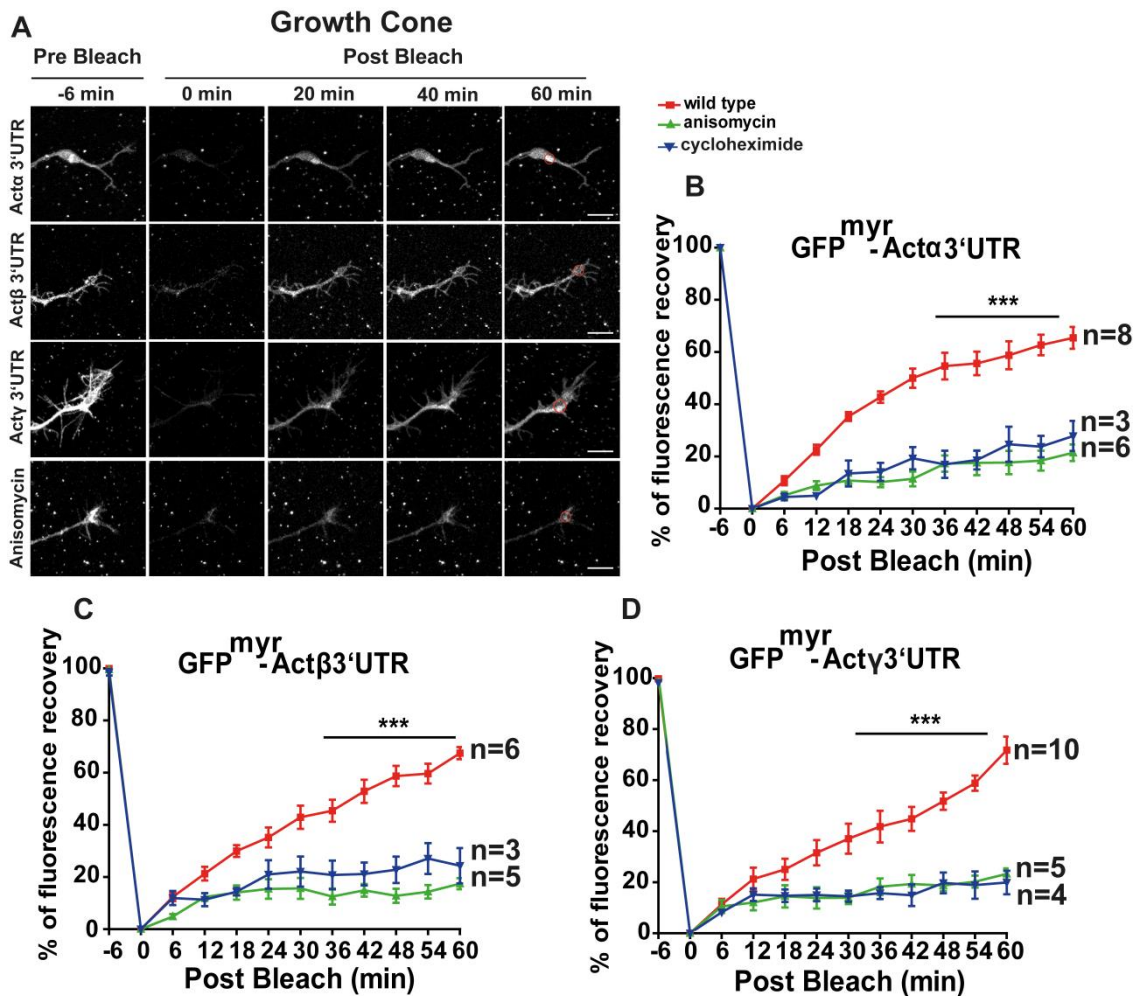 A
Growth Cone
Pre Bleach
Post Bleach
-6 min
0 min
20 min
40 min
60 min
Actα 3‘UTR
Actβ 3‘UTR
Actγ 3‘UTR
Anisomycin
wild type
anisomycin
cycloheximide
B
GFP myr-Actα3‘UTR
% of fluorescence recovery
100
80
60
40
20
0
***
n=8
n=3
n=6
-6 0 6 12 18 24 30 36 42 48 54 60
Post Bleach (min)
C
GFP myr-Actβ3‘UTR
% of fluorescence recovery
100
80
60
40
20
0
***
n=6
n=3
n=5
-6 0 6 12 18 24 30 36 42 48 54 60
Post Bleach (min)
D
GFP myr-Actγ3‘UTR
% of fluorescence recovery
100
80
60
40
20
0
***
n=10
n=5
n=4
-6 0 6 12 18 24 30 36 42 48 54 60
Post Bleach (min)